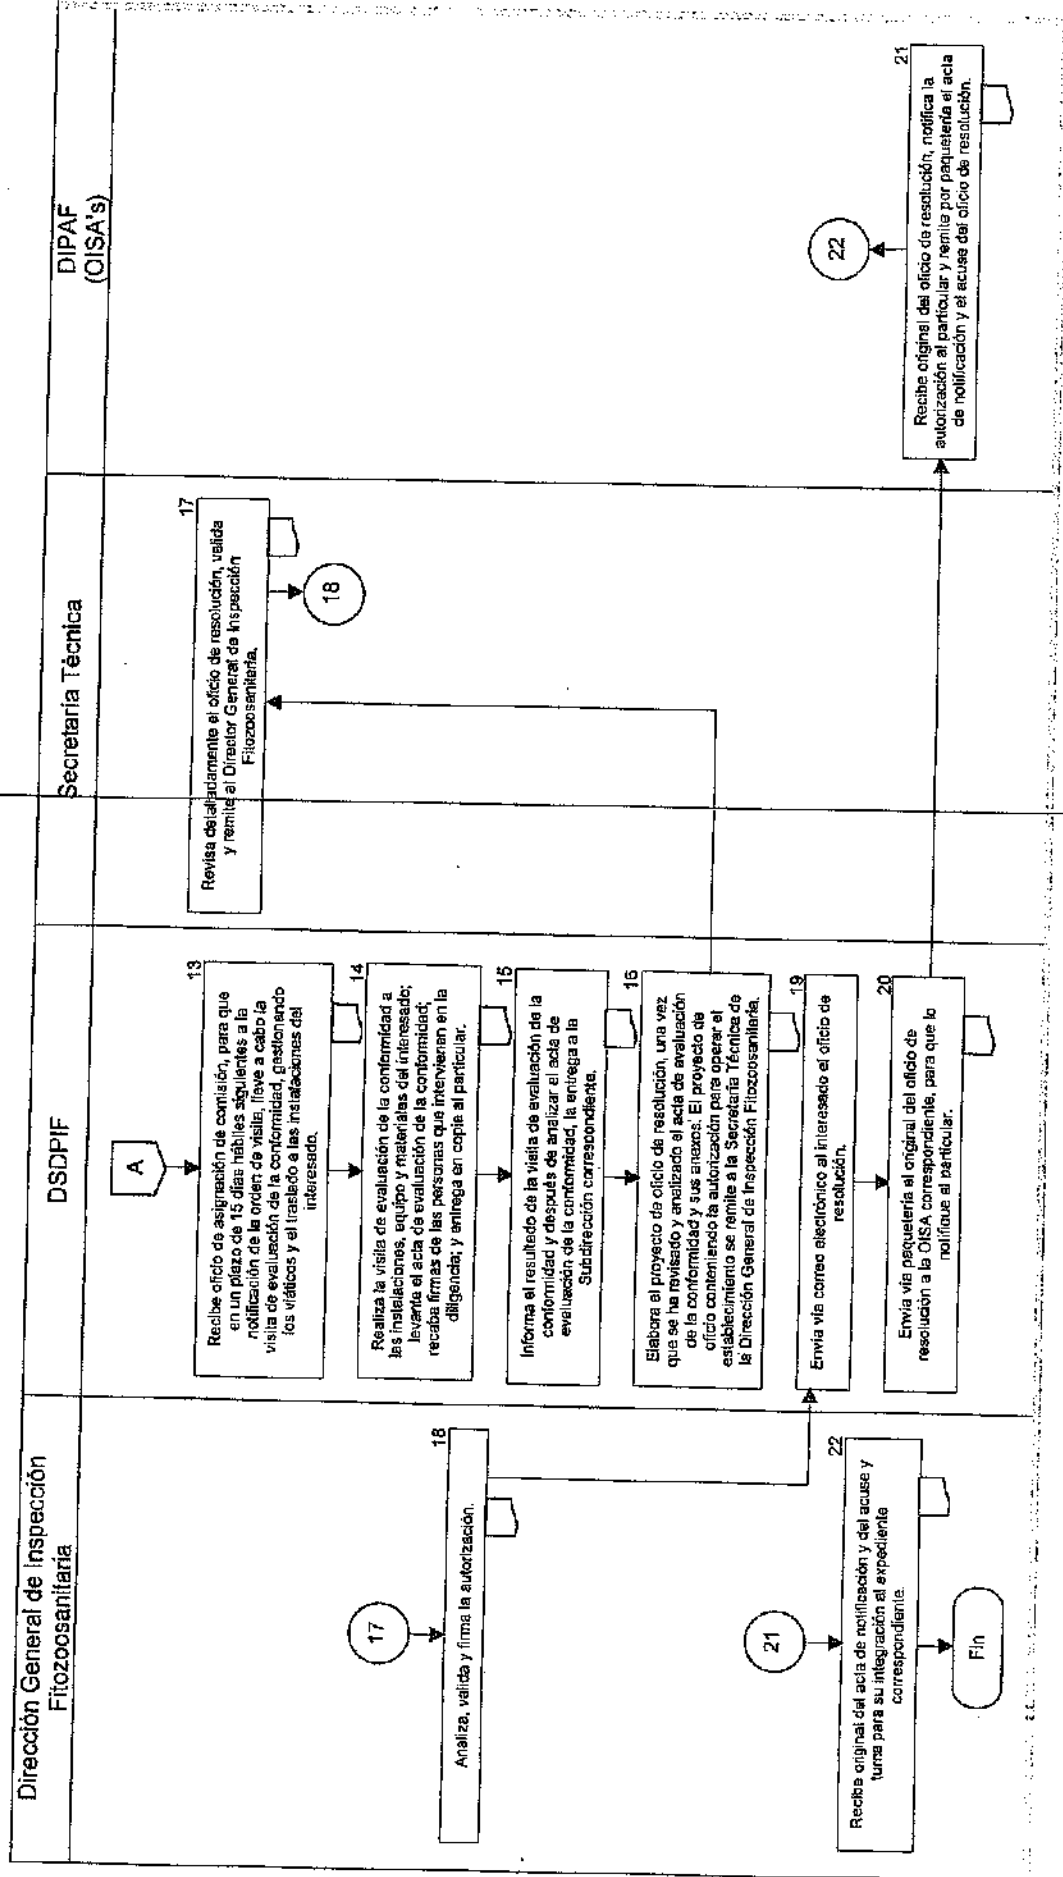 Dirección General de Inspección
Fitozoosanitaria
DSDPIF
Secretaría Técnica
DIPAF
(OISA's)
A
13
Recibe oficio de asignación de comisión, para que
en un plazo de 15 días hábiles siguientes a la
notificación de la orden de visita, lleve a cabo la
visita de evaluación de la conformidad, gestionando
los viáticos y el traslado a las instalaciones del
interesado.
14
Realiza la visita de evaluación de la conformidad a
las instalaciones, equipo y materiales del interesado;
levanta el acta de evaluación de la conformidad;
recaba firmas de las personas que intervienen en la
diligencia; y entrega en copia al particular.
15
Informa el resultado de la visita de evaluación de la
conformidad y después de analizar el acta de
evaluación de la conformidad, la entrega a la
Subdirección correspondiente.
16
Elabora el proyecto de oficio de resolución, una vez
que se ha revisado y analizado el acta de evaluación
de la conformidad y sus anexos. El proyecto de
oficio conteniendo la autorización para operar el
establecimiento se remite a la Secretaría Técnica de
la Dirección General de Inspección Fitozoosanitaria.
17
Revisa detalladamente el oficio de resolución, valida
y remite al Director General de Inspección
Fitozoosanitaria.
18
17
18
Analiza, valida y firma la autorización.
19
Envía vía correo electrónico al interesado el oficio de
resolución.
20
Envía vía paquetería el original del oficio de
resolución a la OISA correspondiente, para que lo
notifique al particular.
21
Recibe original del oficio de resolución, notifica la
autorización al particular y remite por paquetería el acta
de notificación y el acuse del oficio de resolución.
22
21
22
Recibe original del acta de notificación y del acuse y
turna para su integración al expediente
correspondiente.
Fin